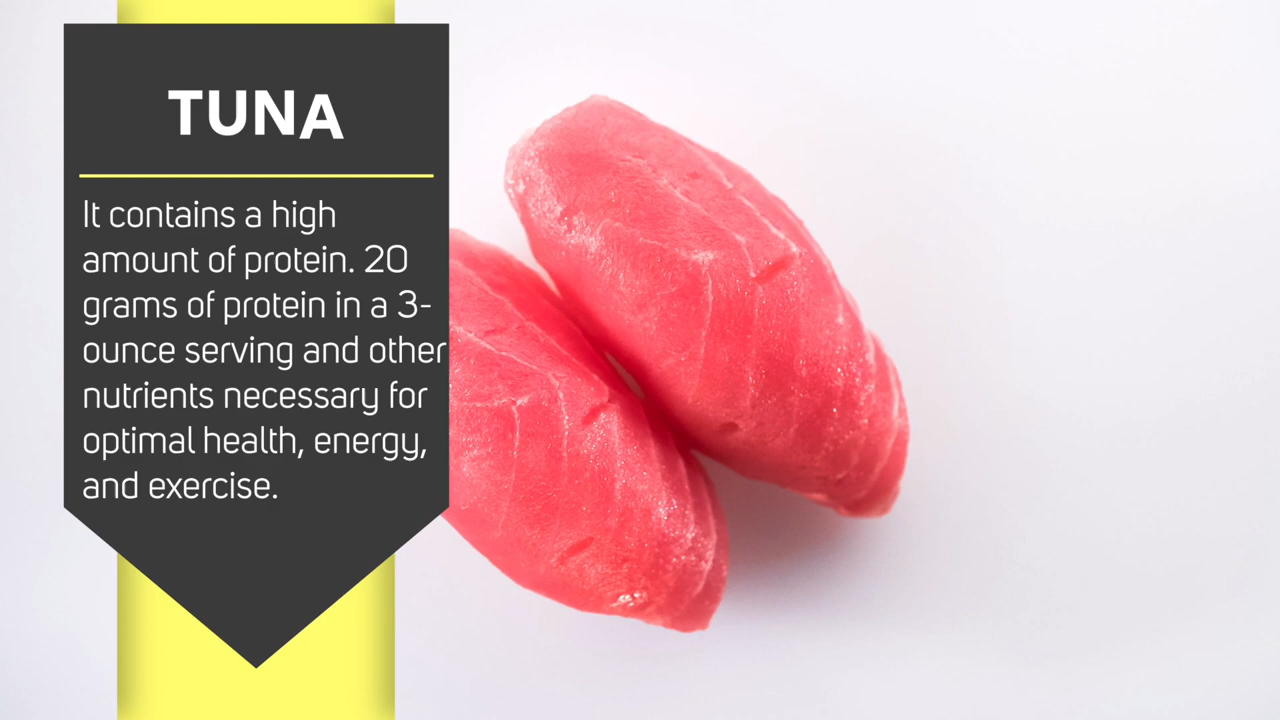 TUNA
It contains a high
amount of protein. 20
grams of protein in a 3-
ounce serving and other
nutrients necessary for
optimal health, energy,
and exercise.